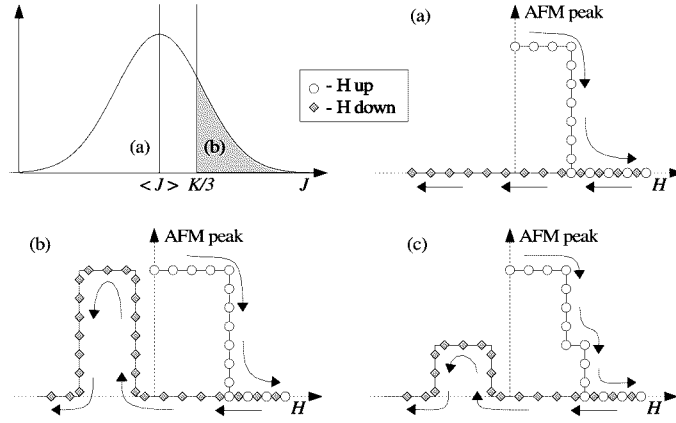 (a)
(b)
< J >
K/3
J
- H up
- H down
(a)
AFM peak
H
(b)
AFM peak
H
(c)
AFM peak
H